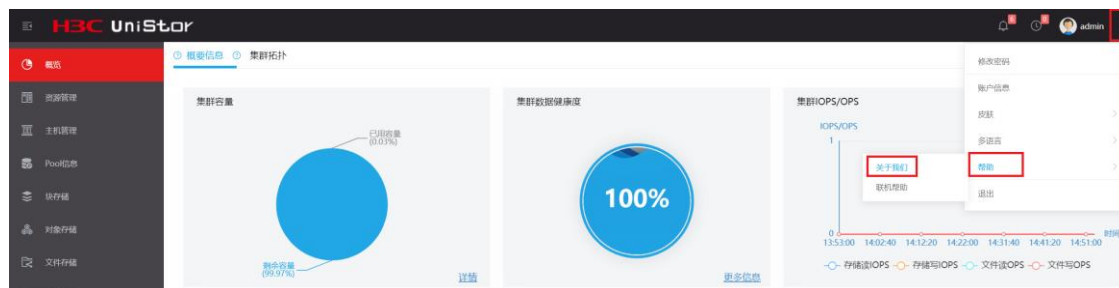 H3C UniStor
admin
概览
概要信息
集群拓扑
修改密码
资源管理
集群容量
集群数据健康度
集群IOPS/OPS
账户信息
已用容量
(0.03%)
IOPS/OPS
皮肤
主机管理
1
多语言
Pool信息
关于我们
帮助
联机帮助
退出
块存储
100%
对象存储
0
时间
13:53:00 14:02:40 14:12:20 14:22:00 14:31:40 14:41:20 14:51:00
文件存储
剩余容量
(99.97%)
详情
更多信息
存储读IOPS 存储写IOPS 文件读OPS 文件写OPS